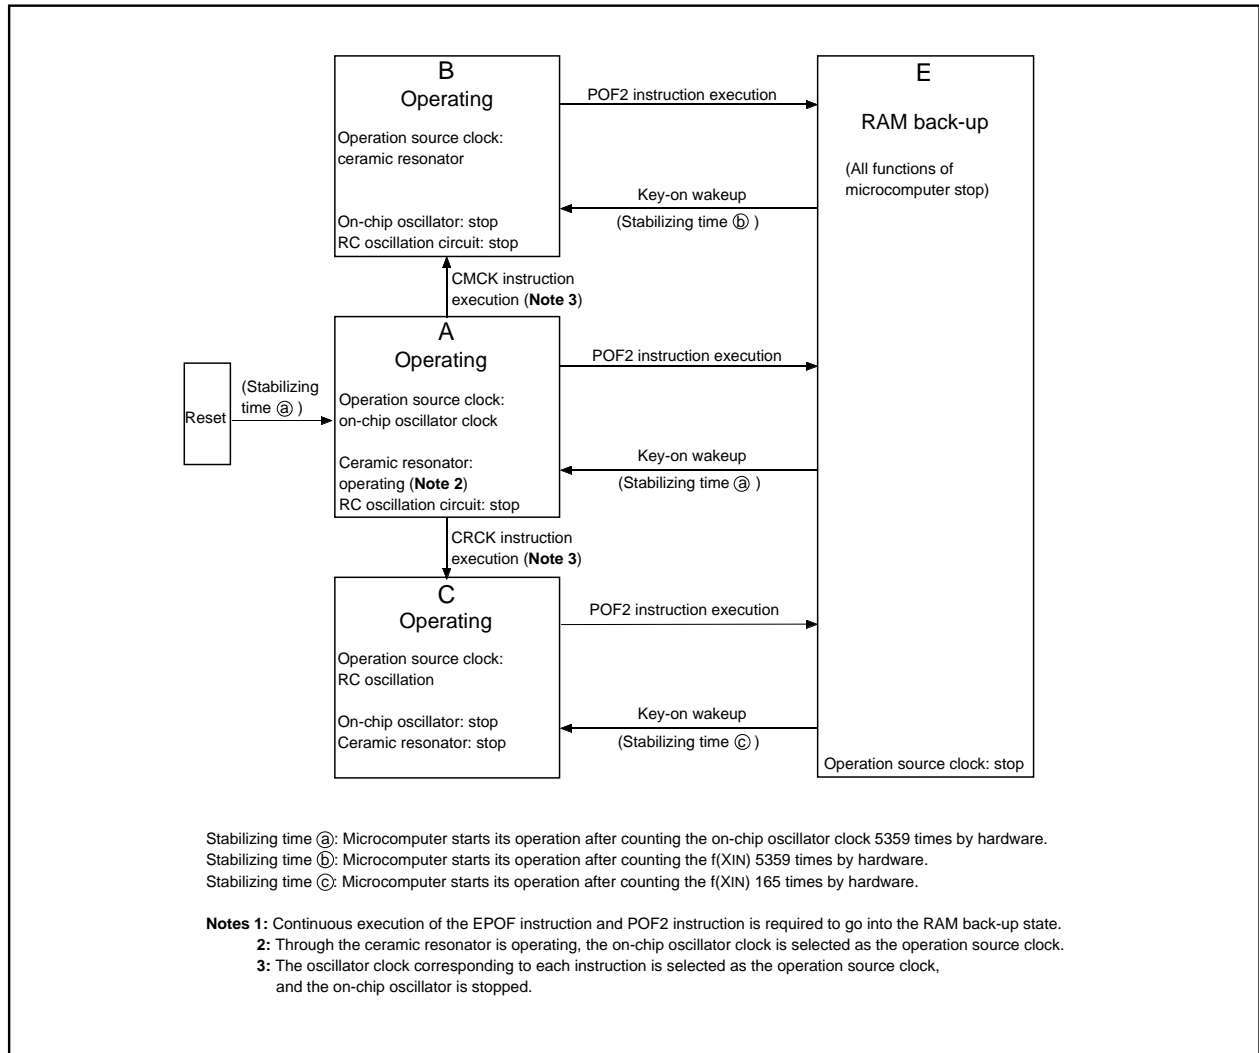 B
Operating
Operation source clock:
ceramic resonator
On-chip oscillator: stop
RC oscillation circuit: stop
POF2 instruction execution
Key-on wakeup
(Stabilizing time ⓑ )
E
RAM back-up
(All functions of
microcomputer stop)
Operation source clock: stop
CMCK instruction
execution (Note 3)
Reset
(Stabilizing
time ⓐ )
A
Operating
Operation source clock:
on-chip oscillator clock
Ceramic resonator:
operating (Note 2)
RC oscillation circuit: stop
POF2 instruction execution
Key-on wakeup
(Stabilizing time ⓐ )
CRCK instruction
execution (Note 3)
C
Operating
Operation source clock:
RC oscillation
On-chip oscillator: stop
Ceramic resonator: stop
POF2 instruction execution
Key-on wakeup
(Stabilizing time ⓒ )
Stabilizing time ⓐ: Microcomputer starts its operation after counting the on-chip oscillator clock 5359 times by hardware.
Stabilizing time ⓑ: Microcomputer starts its operation after counting the f(XIN) 5359 times by hardware.
Stabilizing time ⓒ: Microcomputer starts its operation after counting the f(XIN) 165 times by hardware.
Notes 1: Continuous execution of the EPOF instruction and POF2 instruction is required to go into the RAM back-up state.
2: Through the ceramic resonator is operating, the on-chip oscillator clock is selected as the operation source clock.
3: The oscillator clock corresponding to each instruction is selected as the operation source clock,
and the on-chip oscillator is stopped.